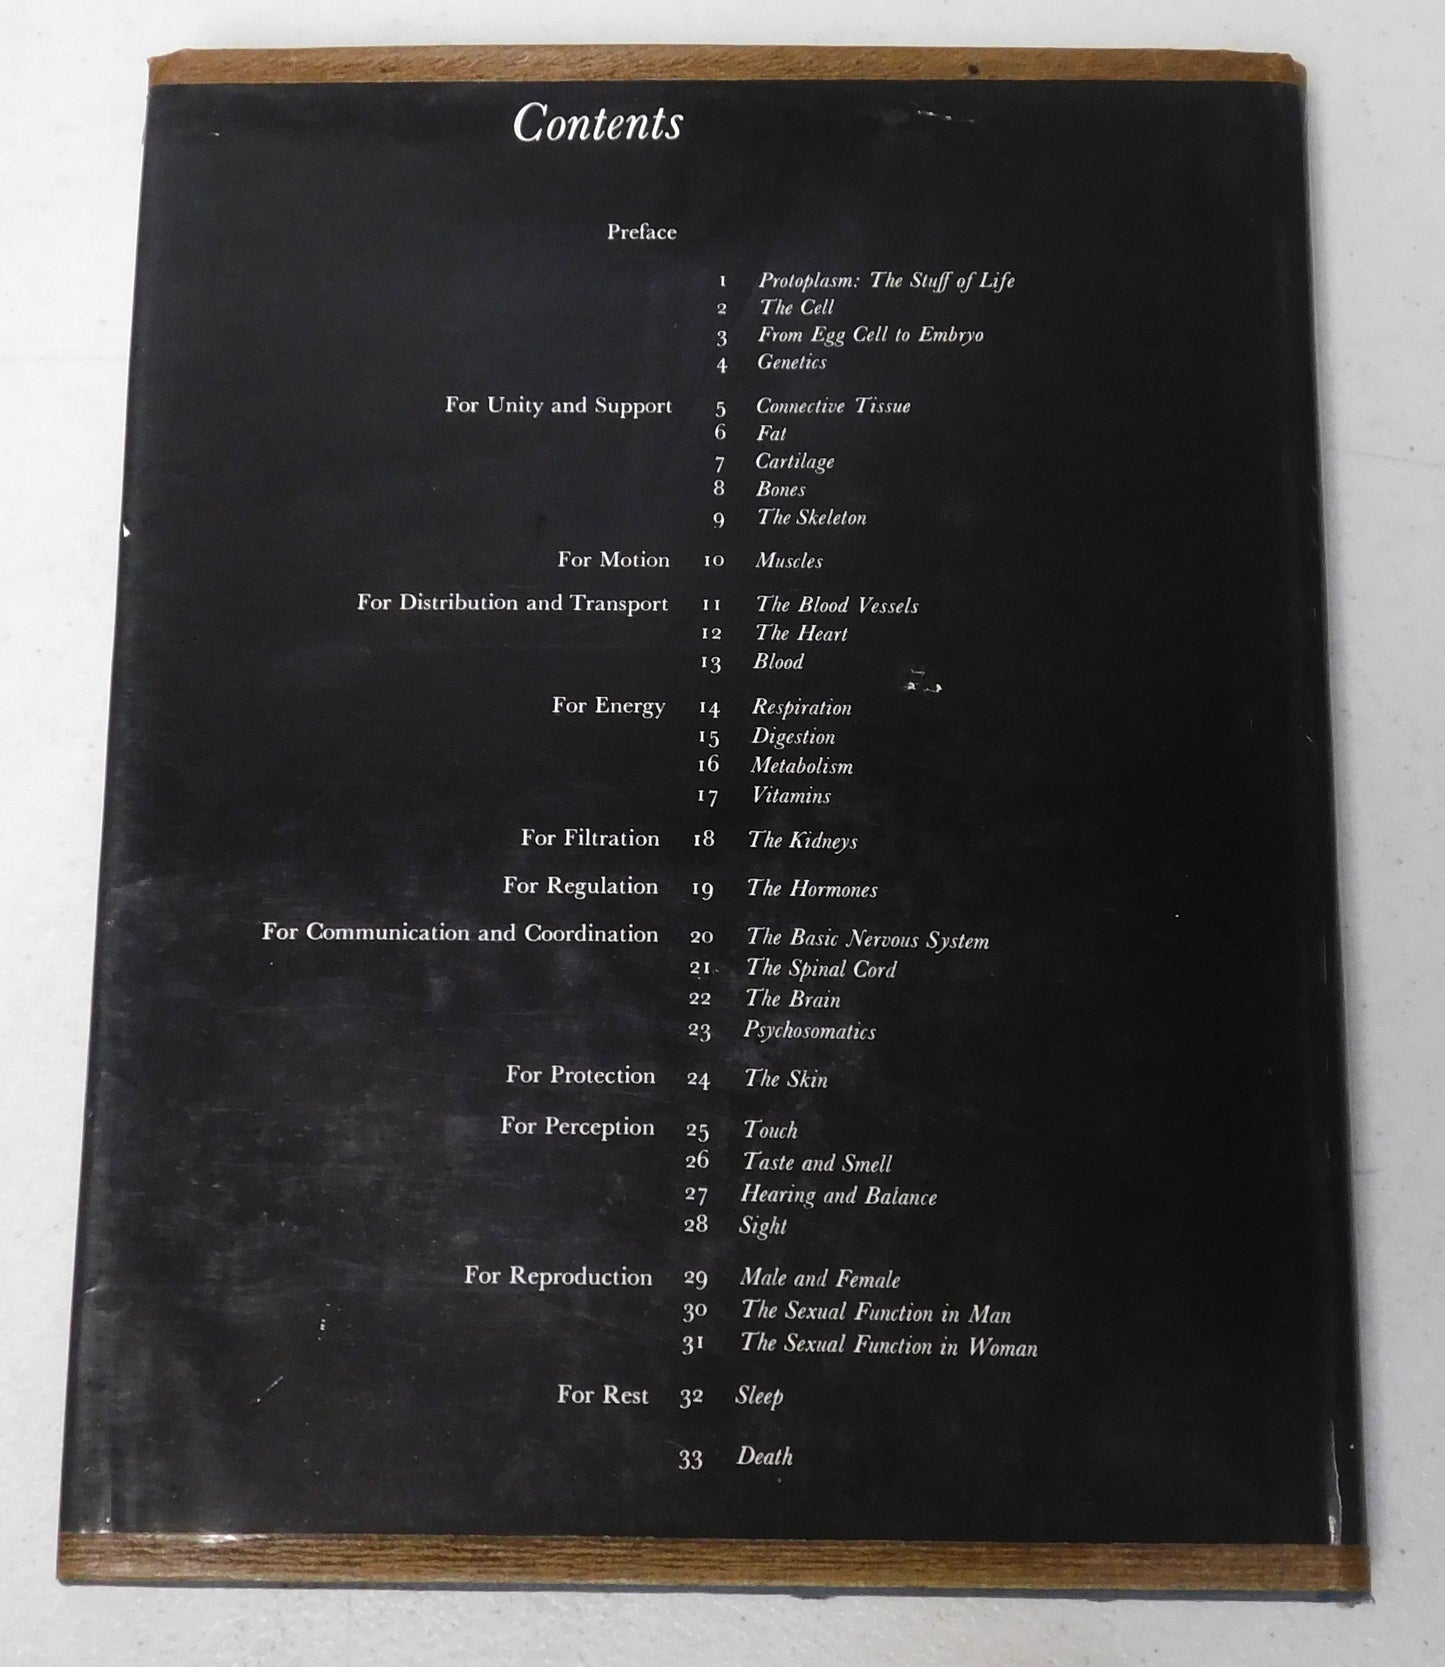 Contents
Preface
1 Protoplasm: The Stuff of Life
2 The Cell
3 From Egg Cell to Embryo
4 Genetics
For Unity and Support 5 Connective Tissue
6 Fat
7 Cartilage
8 Bones
9 The Skeleton
For Motion 10 Muscles
For Distribution and Transport 11 The Blood Vessels
12 The Heart
13 Blood
For Energy 14 Respiration
15 Digestion
16 Metabolism
17 Vitamins
For Filtration 18 The Kidneys
For Regulation 19 The Hormones
For Communication and Coordination 20 The Basic Nervous System
21 The Spinal Cord
22 The Brain
23 Psychosomatics
For Protection 24 The Skin
For Perception 25 Touch
26 Taste and Smell
27 Hearing and Balance
28 Sight
For Reproduction 29 Male and Female
30 The Sexual Function in Man
31 The Sexual Function in Woman
For Rest 32 Sleep
33 Death